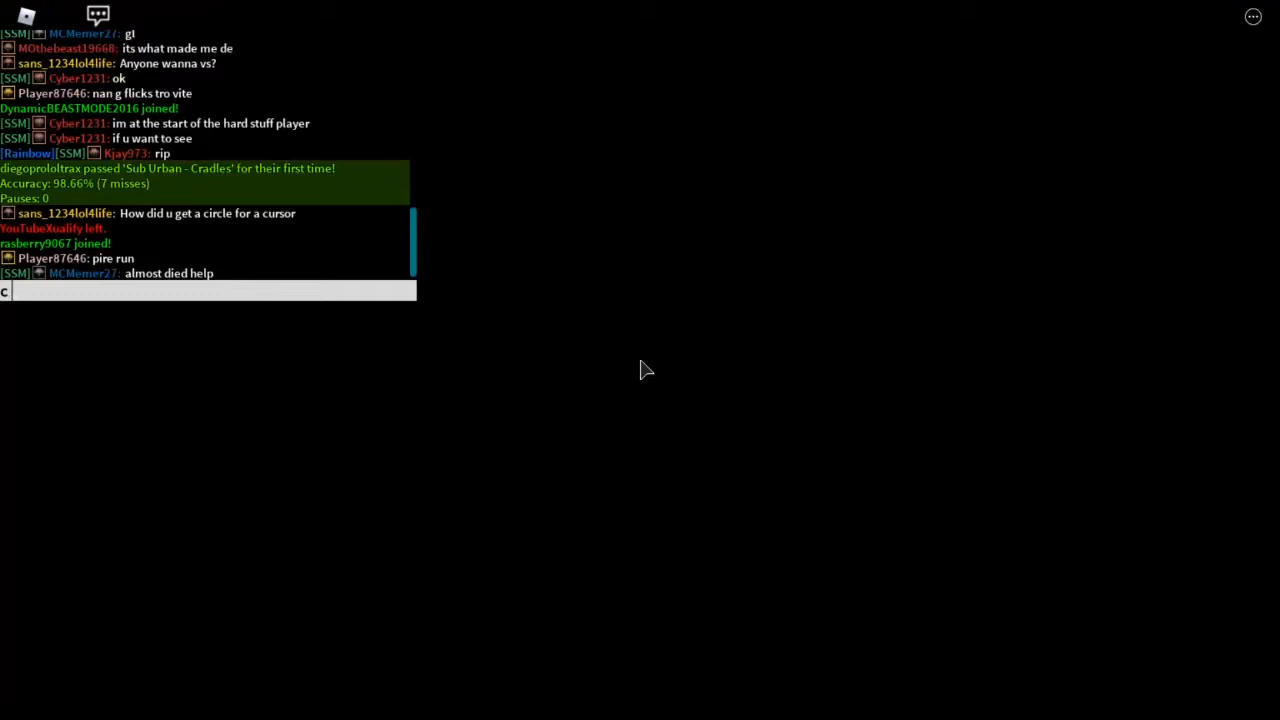 [SSM] MCMemer27: gl
MOthebeast19668: its what made me de
sans_1234lol4life: Anyone wanna vs?
[SSM] Cyber1231: ok
Player87646: nan g flicks tro vite
DynamicBEASTMODE2016 joined!
[SSM] Cyber1231: im at the start of the hard stuff player
[SSM] Cyber1231: if u want to see
[Rainbow][SSM] Kjay973: rip
diegoprololtrax passed 'Sub Urban - Cradles' for their first time!
Accuracy: 98.66% (7 misses)
Pauses: 0
sans_1234lol4life: How did u get a circle for a cursor
YouTubeXualify left.
rasberry9067 joined!
Player87646: pire run
[SSM] MCMemer27: almost died help
c